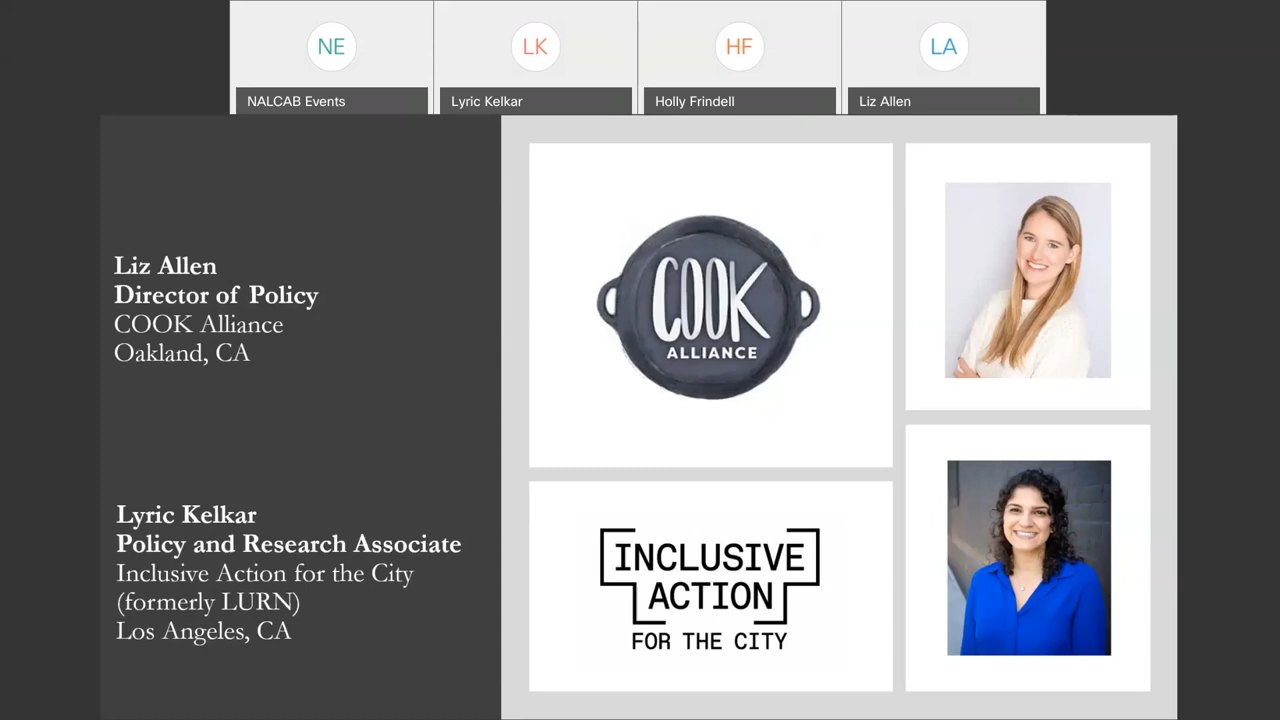 NE
LK
HF
LA
NALCAB Events
Lyric Kelkar
Holly Frindell
Liz Allen
Liz Allen
Director of Policy
COOK Alliance
Oakland, CA
COOK
ALLIANCE
Lyric Kelkar
Policy and Research Associate
Inclusive Action for the City
(formerly LURN)
Los Angeles, CA
INCLUSIVE
ACTION
FOR THE CITY